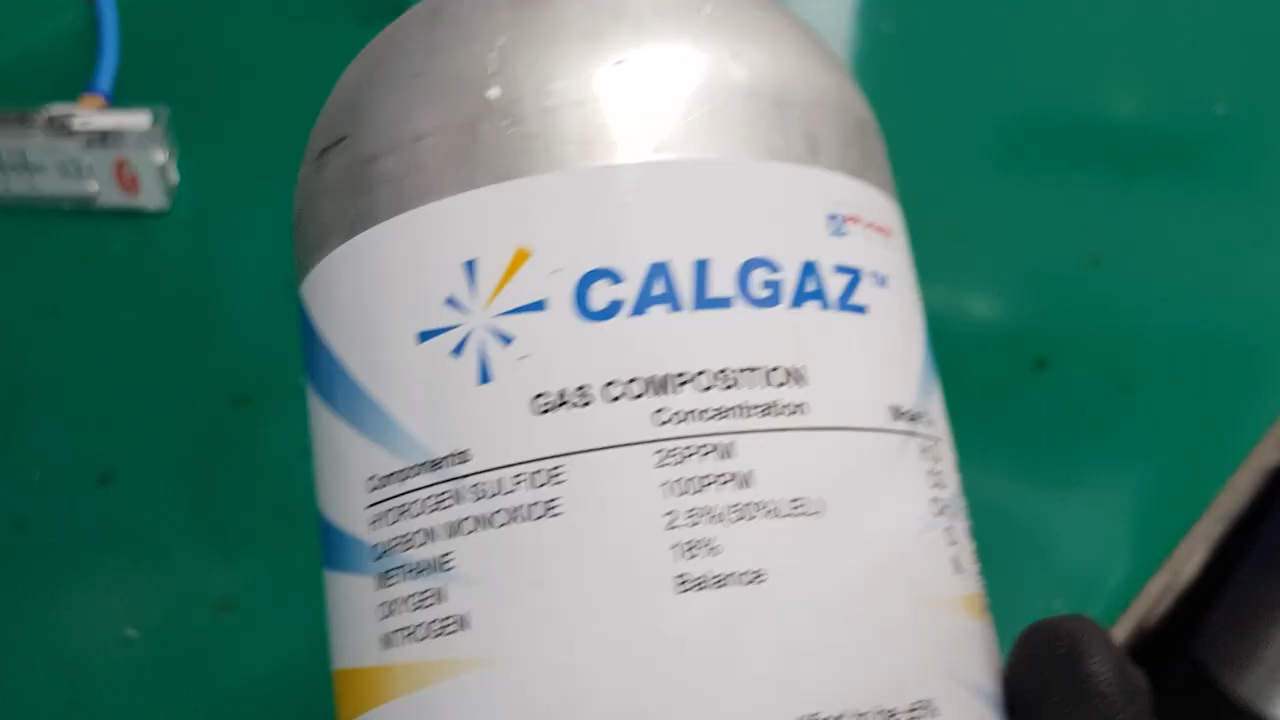 CALGAZ™
GAS COMPOSITION
Components Concentration
HYDROGEN SULFIDE 25PPM
CARBON MONOXIDE 100PPM
METHANE 2.5%(50%LEL)
OXYGEN 18%
NITROGEN Balance